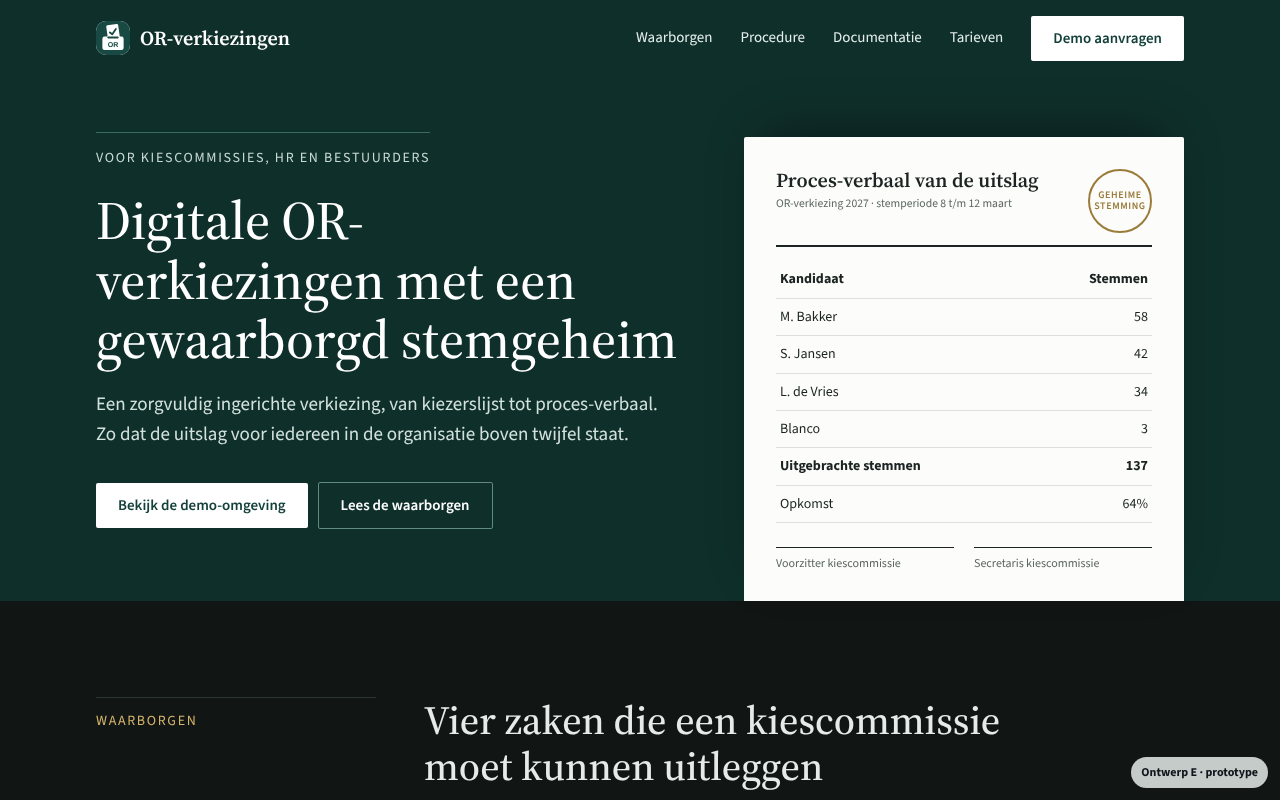 OR
OR-verkiezingen
Waarborgen
Procedure
Documentatie
Tarieven
Demo aanvragen
VOOR KIESCOMMISSIES, HR EN BESTUURDERS
Digitale OR-
verkiezingen met een
gewaarborgd stemgeheim
Een zorgvuldig ingerichte verkiezing, van kiezerslijst tot proces-verbaal.
Zo dat de uitslag voor iedereen in de organisatie boven twijfel staat.
Bekijk de demo-omgeving
Lees de waarborgen
Proces-verbaal van de uitslag
OR-verkiezing 2027 · stemperiode 8 t/m 12 maart
GEHEIME
STEMMING
Kandidaat Stemmen
M. Bakker 58
S. Jansen 42
L. de Vries 34
Blanco 3
Uitgebrachte stemmen 137
Opkomst 64%
Voorzitter kiescommissie
Secretaris kiescommissie
WAARBORGEN
Vier zaken die een kiescommissie
moet kunnen uitleggen
Ontwerp E · prototype